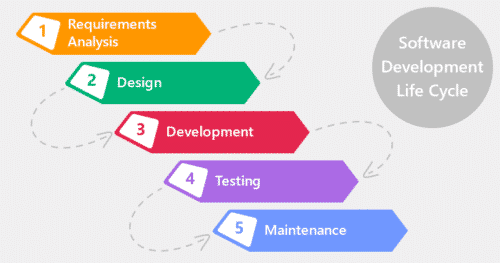 1
Requirements
Analysis
Software
Development
Life Cycle
2
Design
3
Development
4
Testing
5
Maintenance